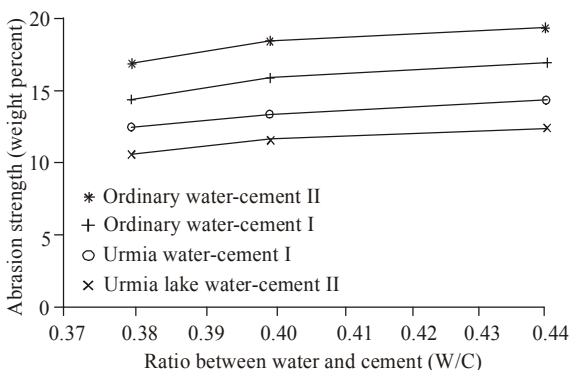 Abrasion strength (weight percent)
20
15
10
5
0
Ordinary water-cement II
Ordinary water-cement I
Urmia water-cement I
Urmia lake water-cement II
0.37 0.38 0.39 0.40 0.41 0.42 0.43 0.44
Ratio between water and cement (W/C)